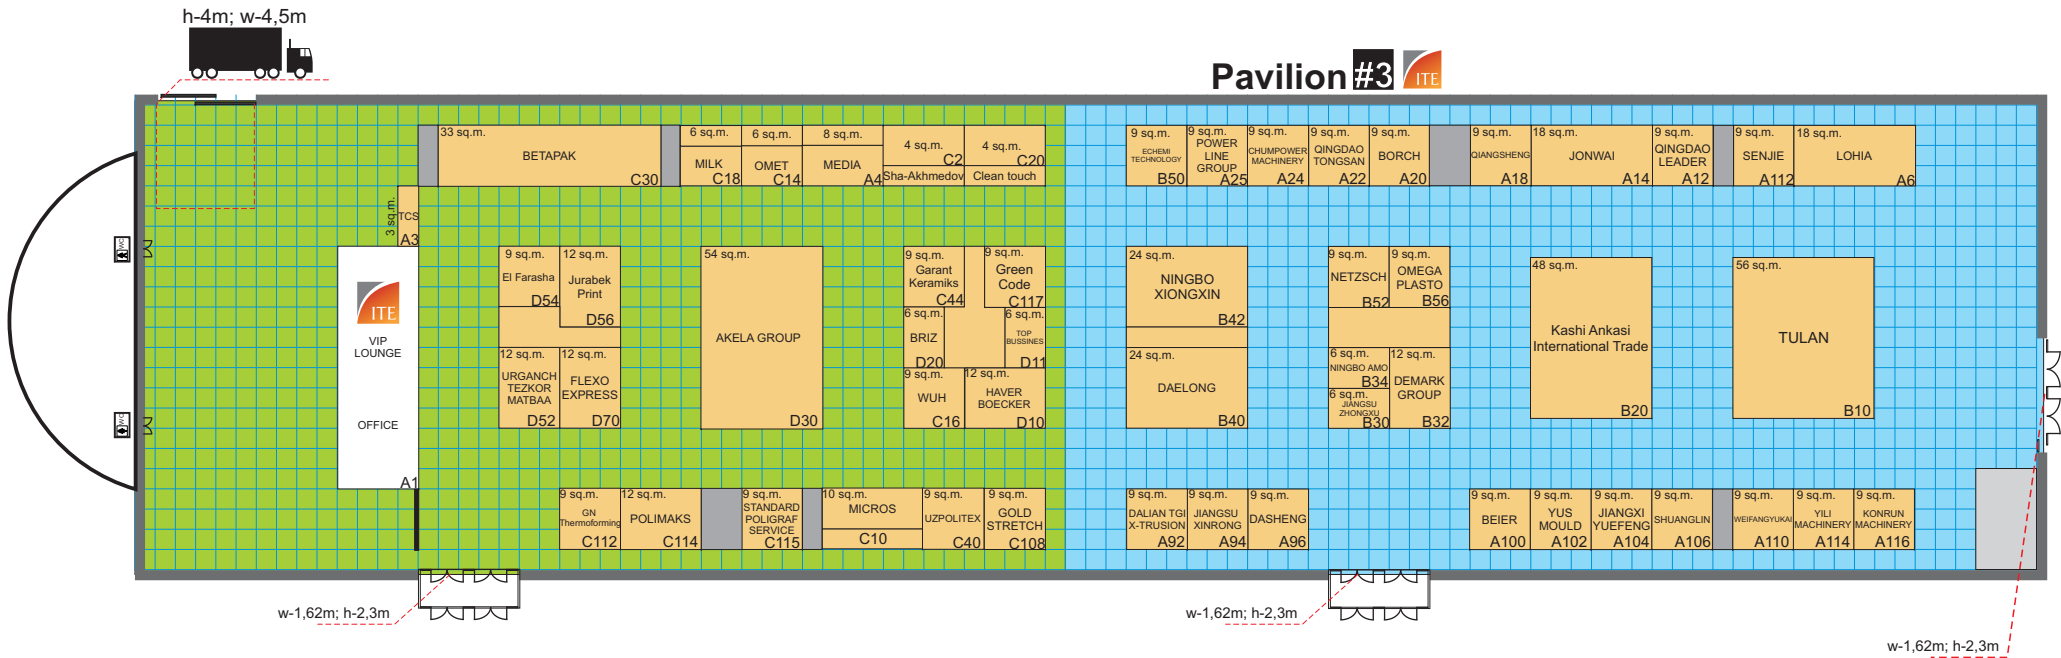 h-4m; w-4,5m
Pavilion #3 ITE
33 sq.m.
BETAPAK
C30
6 sq.m.
MILK
C18
6 sq.m.
OMET
C14
8 sq.m.
MEDIA
A4
4 sq.m.
C2
Sha-Akhmedov
4 sq.m.
C20
Clean touch
9 sq.m.
ECHEMI
TECHNOLOGY
B50
9 sq.m.
POWER
LINE
GROUP
A25
9 sq.m.
CHUMPOWER
MACHINERY
A24
9 sq.m.
QINGDAO
TONGSAN
A22
9 sq.m.
BORCH
A20
9 sq.m.
QIANGSHENG
A18
18 sq.m.
JONWAI
A14
9 sq.m.
QINGDAO
LEADER
A12
9 sq.m.
SENJIE
A112
18 sq.m.
LOHIA
A6
3 sq.m.
TCS
A3
WC
WC
ITE
VIP
LOUNGE
OFFICE
A1
9 sq.m.
El Farasha
D54
12 sq.m.
Jurabek
Print
D56
12 sq.m.
URGANCH
TEZKOR
MATBAA
D52
12 sq.m.
FLEXO
EXPRESS
D70
54 sq.m.
AKELA GROUP
D30
9 sq.m.
Garant
Keramiks
C44
9 sq.m.
Green
Code
C117
6 sq.m.
BRIZ
D20
6 sq.m.
TOP
BUSSINES
D11
9 sq.m.
WUH
C16
12 sq.m.
HAVER
BOECKER
D10
24 sq.m.
NINGBO
XIONGXIN
B42
24 sq.m.
DAELONG
B40
9 sq.m.
NETZSCH
B52
9 sq.m.
OMEGA
PLASTO
B56
6 sq.m.
NINGBO AMO
B34
6 sq.m.
JIANGSU
ZHONGXU
B30
12 sq.m.
DEMARK
GROUP
B32
48 sq.m.
Kashi Ankasi
International Trade
B20
56 sq.m.
TULAN
B10
9 sq.m.
GN
Thermoforming
C112
12 sq.m.
POLIMAKS
C114
9 sq.m.
STANDARD
POLIGRAF
SERVICE
C115
10 sq.m.
MICROS
C10
9 sq.m.
UZPOLITEX
C40
9 sq.m.
GOLD
STRETCH
C108
9 sq.m.
DALIAN TGI
X-TRUSION
A92
9 sq.m.
JIANGSU
XINRONG
A94
9 sq.m.
DASHENG
A96
9 sq.m.
BEIER
A100
9 sq.m.
YUS
MOULD
A102
9 sq.m.
JIANGXI
YUEFENG
A104
9 sq.m.
SHUANGLIN
A106
9 sq.m.
WEIFANGYUKAI
A110
9 sq.m.
YILI
MACHINERY
A114
9 sq.m.
KONRUN
MACHINERY
A116
w-1,62m; h-2,3m
w-1,62m; h-2,3m
w-1,62m; h-2,3m